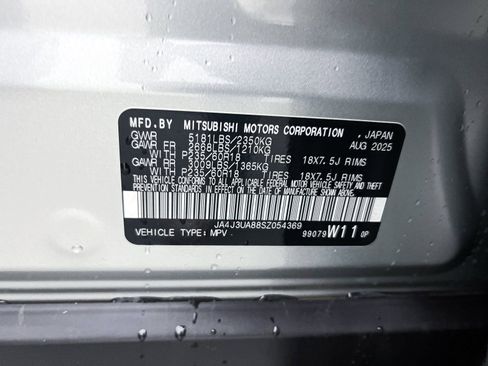 MFD.BY MITSUBISHI MOTORS CORPORATION, JAPAN
GVWR 5181LBS/2350KG AUG 2025
GAWR FR 2668LBS/1210KG
WITH P235/60R18 TIRES 18X7.5J RIMS
GAWR RR 3009LBS/1365KG
WITH P235/60R18 TIRES 18X7.5J RIMS
THIS VEHICLE CONFORMS TO ALL APPLICABLE FEDERAL MOTOR VEHICLE SAFETY AND
THEFT PREVENTION STANDARDS IN EFFECT ON THE DATE OF MANUFACTURE SHOWN ABOVE.
JA4J3UA88SZ054369
VEHICLE TYPE: MPV 99079 W11 0P